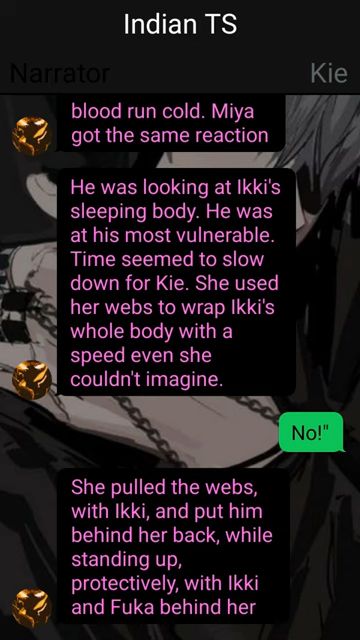 Indian TS
Narrator
Kie
blood run cold. Miya
got the same reaction
He was looking at Ikki's
sleeping body. He was
at his most vulnerable.
Time seemed to slow
down for Kie. She used
her webs to wrap Ikki's
whole body with a
speed even she
couldn't imagine.
No!"
She pulled the webs,
with Ikki, and put him
behind her back, while
standing up,
protectively, with Ikki
and Fuka behind her